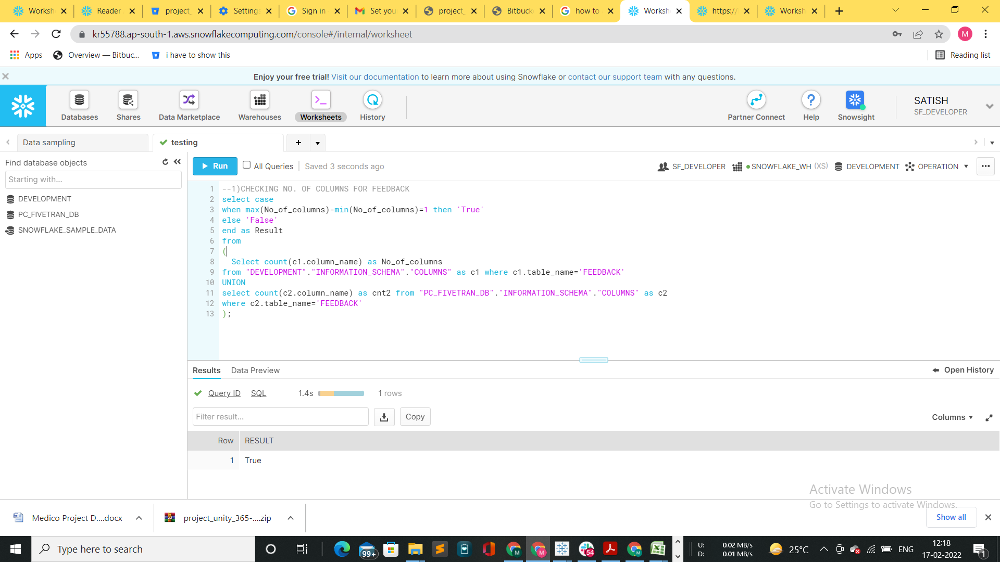 Worksh
Reader
project_
Settings
Sign in
Set you
project_
Bitbuck
how to
Worksh
https://
Worksh
kr55788.ap-south-1.aws.snowflakecomputing.com/console#/internal/worksheet
M
Apps
Overview — Bitbuc...
i have to show this
Reading list
Enjoy your free trial! Visit our documentation to learn more about using Snowflake or contact our support team with any questions.
Databases
Shares
Data Marketplace
Warehouses
Worksheets
History
Partner Connect
Help
Snowsight
SATISH
SF_DEVELOPER
Data sampling
testing
Find database objects
Starting with...
DEVELOPMENT
PC_FIVETRAN_DB
SNOWFLAKE_SAMPLE_DATA
Run
All Queries
Saved 3 seconds ago
SF_DEVELOPER
SNOWFLAKE_WH (XS)
DEVELOPMENT
OPERATION
1 --1)CHECKING NO. OF COLUMNS FOR FEEDBACK
2 select case
3 when max(No_of_columns)-min(No_of_columns)=1 then 'True'
4 else 'False'
5 end as Result
6 from
7 (
8 Select count(c1.column_name) as No_of_columns
9 from "DEVELOPMENT"."INFORMATION_SCHEMA"."COLUMNS" as c1 where c1.table_name='FEEDBACK'
10 UNION
11 select count(c2.column_name) as cnt2 from "PC_FIVETRAN_DB"."INFORMATION_SCHEMA"."COLUMNS" as c2
12 where c2.table_name='FEEDBACK'
13 );
Results
Data Preview
Open History
Query ID
SQL
1.4s
1 rows
Filter result...
Copy
Columns
Row RESULT
1 True
Activate Windows
Go to Settings to activate Windows.
Medico Project D....docx
project_unity_365-....zip
Show all
Type here to search
99+
54
U: 0.02 MB/s
D: 0.01 MB/s
25°C
ENG
12:18
17-02-2022
1